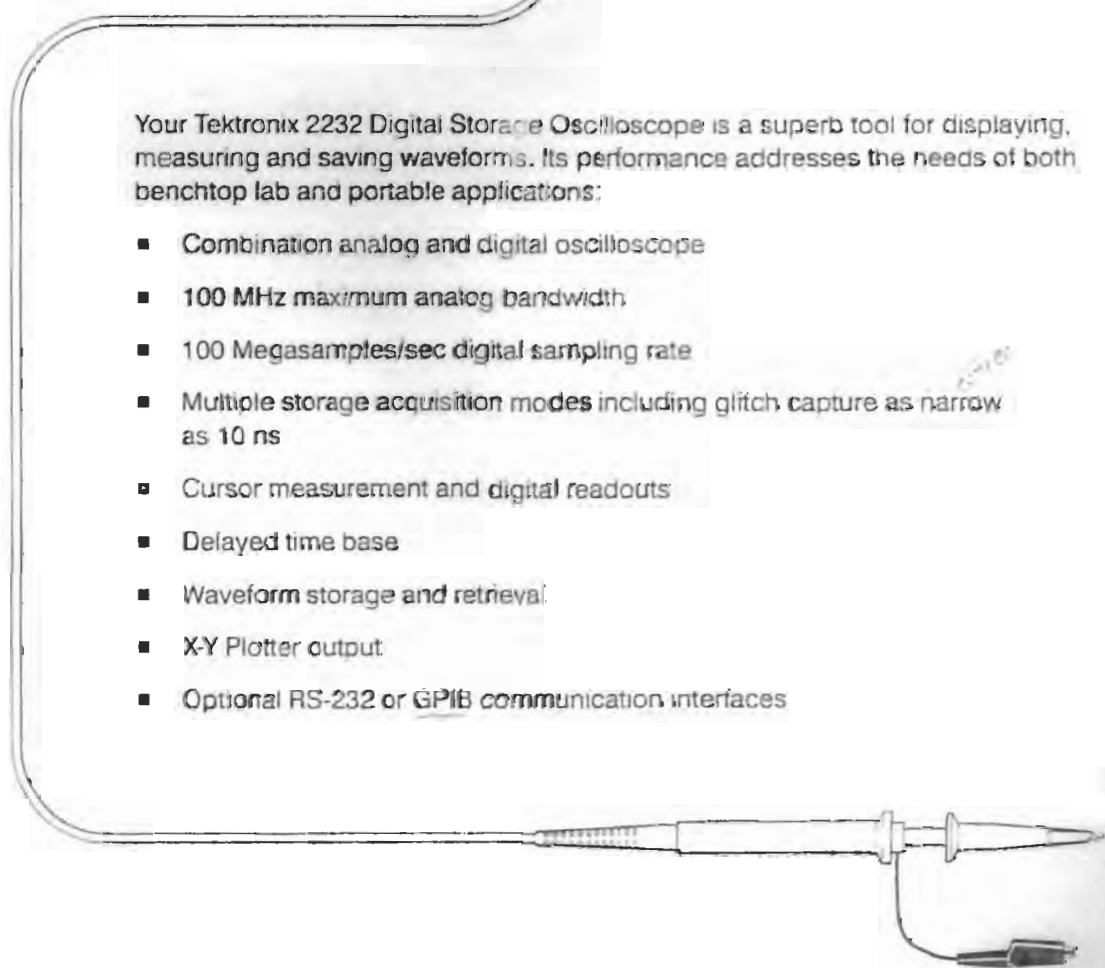 Your Tektronix 2232 Digital Storage Oscilloscope is a superb tool for displaying,
measuring and saving waveforms. Its performance addresses the needs of both
benchtop lab and portable applications:
■ Combination analog and digital oscilloscope
■ 100 MHz maximum analog bandwidth
■ 100 Megasamples/sec digital sampling rate
■ Multiple storage acquisition modes including glitch capture as narrow
as 10 ns
■ Cursor measurement and digital readouts
■ Delayed time base
■ Waveform storage and retrieval
■ X-Y Plotter output
■ Optional RS-232 or GPIB communication interfaces